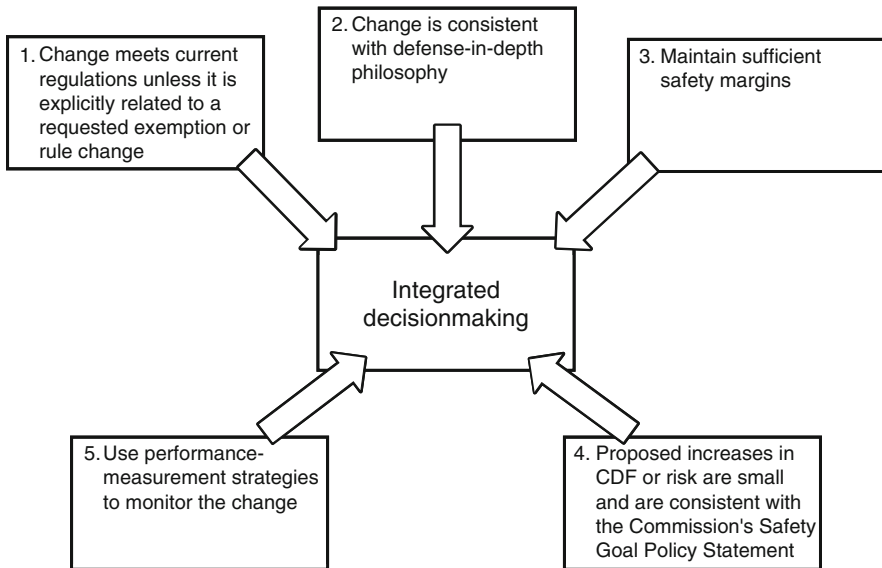 1. Change meets current
regulations unless it is
explicitly related to a
requested exemption or
rule change
2. Change is consistent
with defense-in-depth
philosophy
3. Maintain sufficient
safety margins
Integrated
decisionmaking
5. Use performance-
measurement strategies
to monitor the change
4. Proposed increases in
CDF or risk are small
and are consistent with
the Commission's Safety
Goal Policy Statement